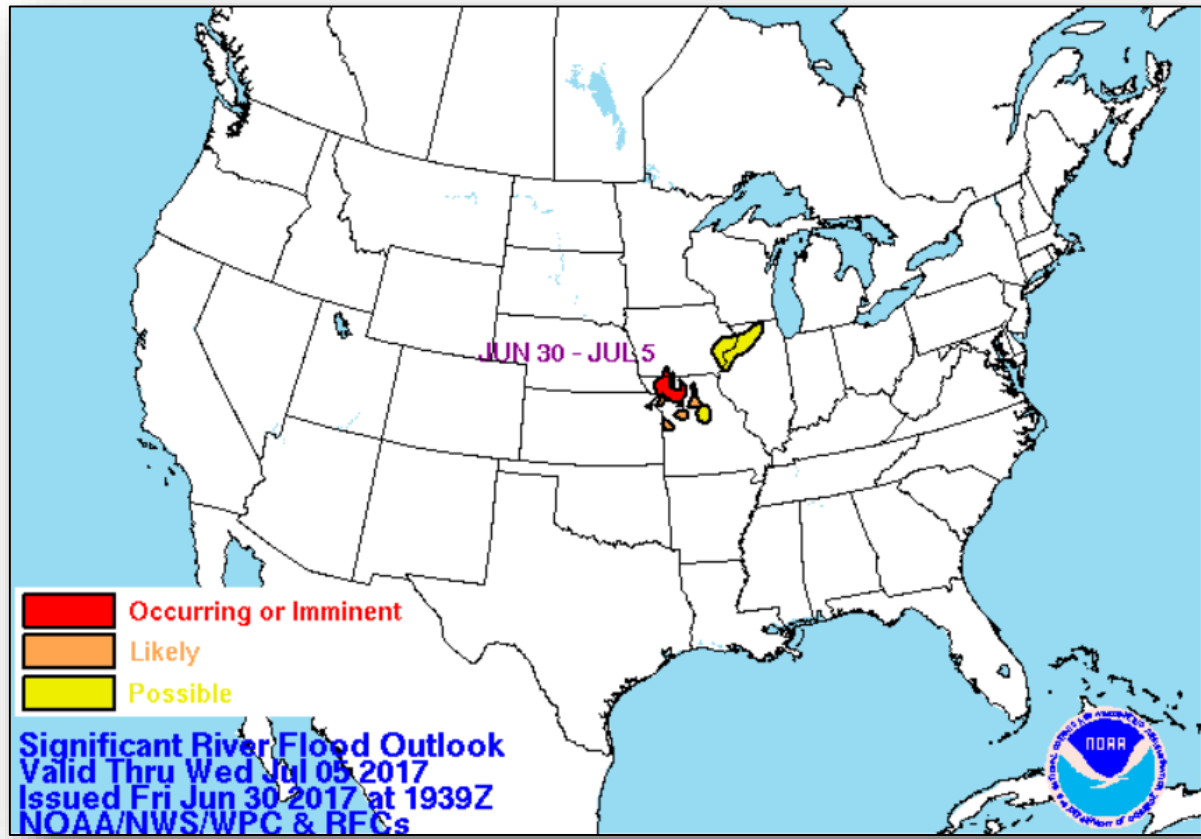 JUN 30 - JUL 5
Occurring or Imminent
Likely
Possible
Significant River Flood Outlook
Valid Thru Wed Jul 05 2017
Issued Fri Jun 30 2017 at 1939Z
NOAA/NWS/WPC & RFCs
NOAA